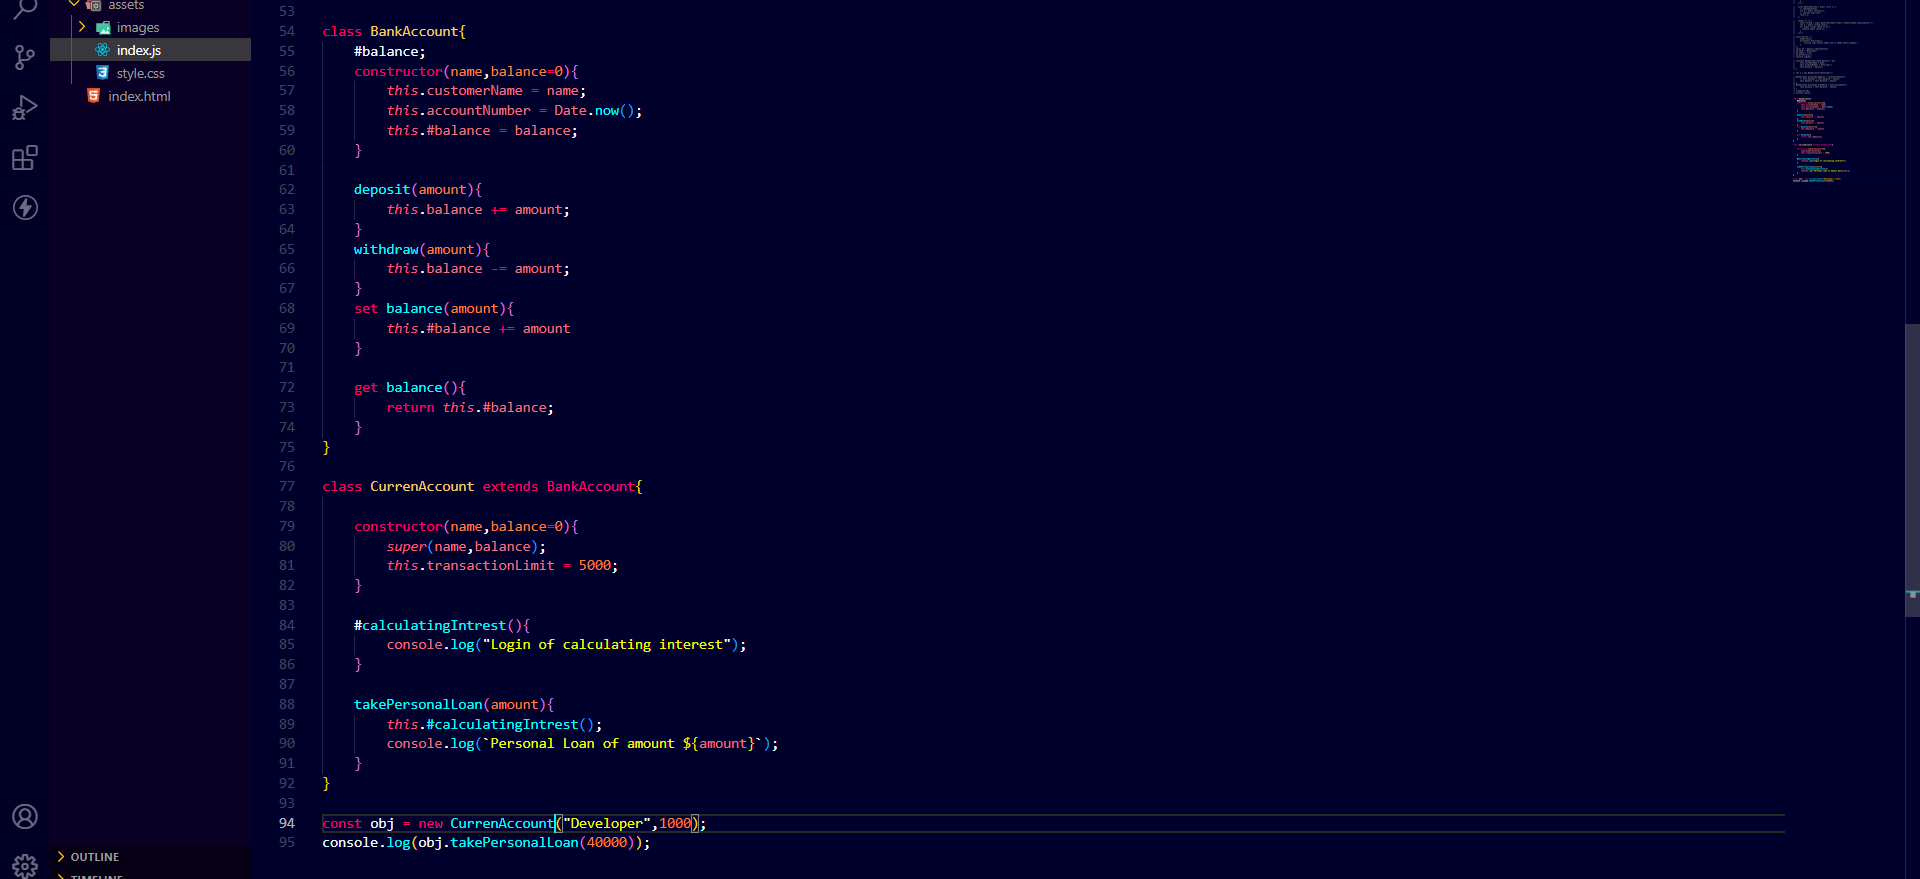 assets
images
index.js
style.css
index.html
OUTLINE
TIMELINE
53
54 class BankAccount{
55 #balance;
56 constructor(name,balance=0){
57 this.customerName = name;
58 this.accountNumber = Date.now();
59 this.#balance = balance;
60 }
61
62 deposit(amount){
63 this.balance += amount;
64 }
65 withdraw(amount){
66 this.balance -= amount;
67 }
68 set balance(amount){
69 this.#balance += amount
70 }
71
72 get balance(){
73 return this.#balance;
74 }
75 }
76
77 class CurrenAccount extends BankAccount{
78
79 constructor(name,balance=0){
80 super(name,balance);
81 this.transactionLimit = 5000;
82 }
83
84 #calculatingIntrest(){
85 console.log("Login of calculating interest");
86 }
87
88 takePersonalLoan(amount){
89 this.#calculatingIntrest();
90 console.log(`Personal Loan of amount ${amount}`);
91 }
92 }
93
94 const obj = new CurrenAccount("Developer",1000);
95 console.log(obj.takePersonalLoan(40000));